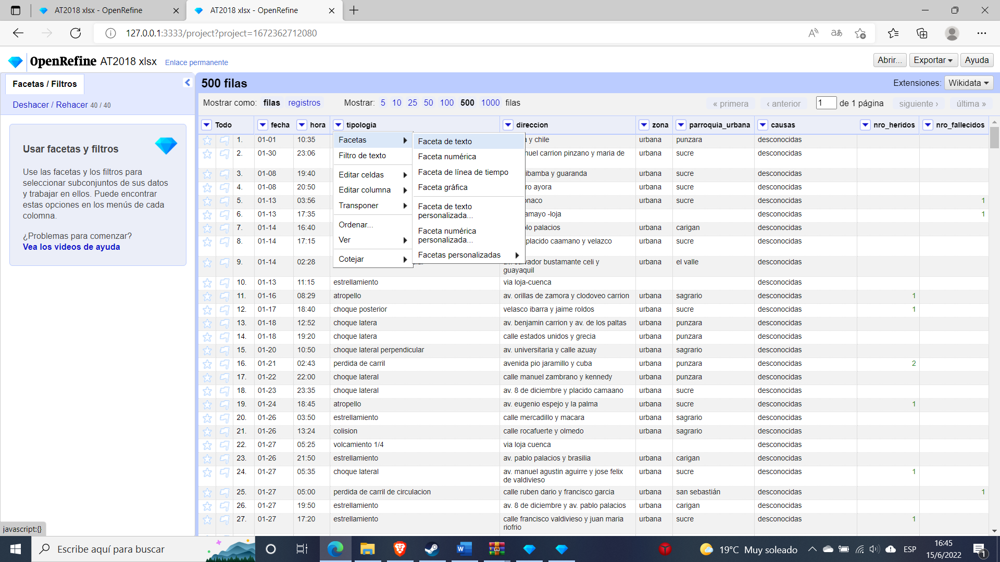 AT2018 xlsx - OpenRefine
AT2018 xlsx - OpenRefine
127.0.0.1:3333/project?project=1672362712080
OpenRefine AT2018 xlsx Enlace permanente
Abrir... Exportar Ayuda
Facetas / Filtros
Deshacer / Rehacer 40 / 40
Usar facetas y filtros
Use las facetas y los filtros para
seleccionar subconjuntos de sus datos
y trabajar en ellos. Puede encontrar
estas opciones en los menús de cada
colomna.
¿Problemas para comenzar?
Vea los videos de ayuda
500 filas
Extensiones: Wikidata
Mostrar como: filas registros Mostrar: 5 10 25 50 100 500 1000 filas
« primera ‹ anterior 1 de 1 página siguiente › última »
Todo fecha hora tipologia direccion zona parroquia_urbana causas nro_heridos nro_fallecidos
Facetas
Filtro de texto
Editar celdas
Editar columna
Transponer
Ordenar...
Ver
Cotejar
Faceta de texto
Faceta numérica
Faceta de línea de tiempo
Faceta gráfica
Faceta de texto
personalizada...
Faceta numérica
personalizada...
Facetas personalizadas
1. 01-01 10:35 y chile urbana punzara desconocidas
2. 01-30 23:06 nuel carrion pinzano y maria de urbana sucre desconocidas
3. 01-08 19:40 ibamba y guaranda urbana sucre desconocidas
4. 01-08 20:50 ro ayora urbana sucre desconocidas
5. 01-13 03:56 naco urbana sucre desconocidas 1
6. 01-13 17:35 amayo -loja desconocidas 1
7. 01-14 16:40 lo palacios urbana carigan desconocidas
8. 01-14 17:15 placido caamano y velazco urbana sucre desconocidas
9. 01-14 02:28 av. salvador bustamante celi y urbana el valle desconocidas
guayaquil
10. 01-13 11:15 estrellamiento via loja-cuenca desconocidas
11. 01-16 08:29 atropello av. orillas de zamora y clodoveo carrion urbana sagrario desconocidas 1
12. 01-17 18:40 choque posterior velasco ibarra y jaime roldos urbana sucre desconocidas 1
13. 01-18 12:52 choque latera av. benjamin carrion y av. de los paltas urbana punzara desconocidas
14. 01-18 19:20 choque latera calle estados unidos y grecia urbana punzara desconocidas
15. 01-20 10:50 choque lateral perpendicular av. universitaria y calle azuay urbana sagrario desconocidas
16. 01-21 02:43 perdida de carril avenida pio jaramillo y cuba urbana punzara desconocidas 2
17. 01-22 22:00 choque lateral calle manuel zambrano y kennedy urbana punzara desconocidas
18. 01-23 23:35 choque lateral av. 8 de diciembre y placido camaano urbana sucre desconocidas
19. 01-24 18:45 atropello av. eugenio espejo y la palma urbana sucre desconocidas 1
20. 01-26 03:50 estrellamiento calle mercadillo y macara urbana sagrario desconocidas
21. 01-26 13:24 colision calle rocafuerte y olmedo urbana sagrario desconocidas
22. 01-27 05:25 volcamiento 1/4 via loja cuenca desconocidas
23. 01-26 21:50 estrellamiento av. pablo palacios y brasilia urbana carigan desconocidas
24. 01-27 05:35 choque lateral av. manuel agustin aguirre y jose felix urbana sucre desconocidas 1
de valdivieso
25. 01-27 05:00 perdida de carril de circulacion calle ruben dario y francisco garcia urbana san sebastián desconocidas 1
26. 01-27 19:50 estrellamiento av. 8 de diciembre y av. pablo palacios urbana carigan desconocidas
27. 01-27 17:20 estrellamiento calle francisco valdivieso y juan maria urbana sucre desconocidas 1
riofrio
javascript:{}
Escribe aquí para buscar
19°C Muy soleado ESP
16:45
15/6/2022
1